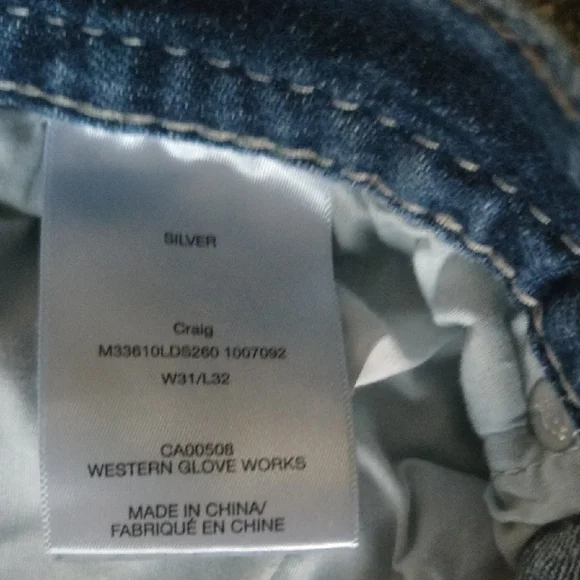 SILVER
Craig
M33610LDS260 1007092
W31/L32
CA00508
WESTERN GLOVE WORKS
MADE IN CHINA/
FABRIQUÉ EN CHINE